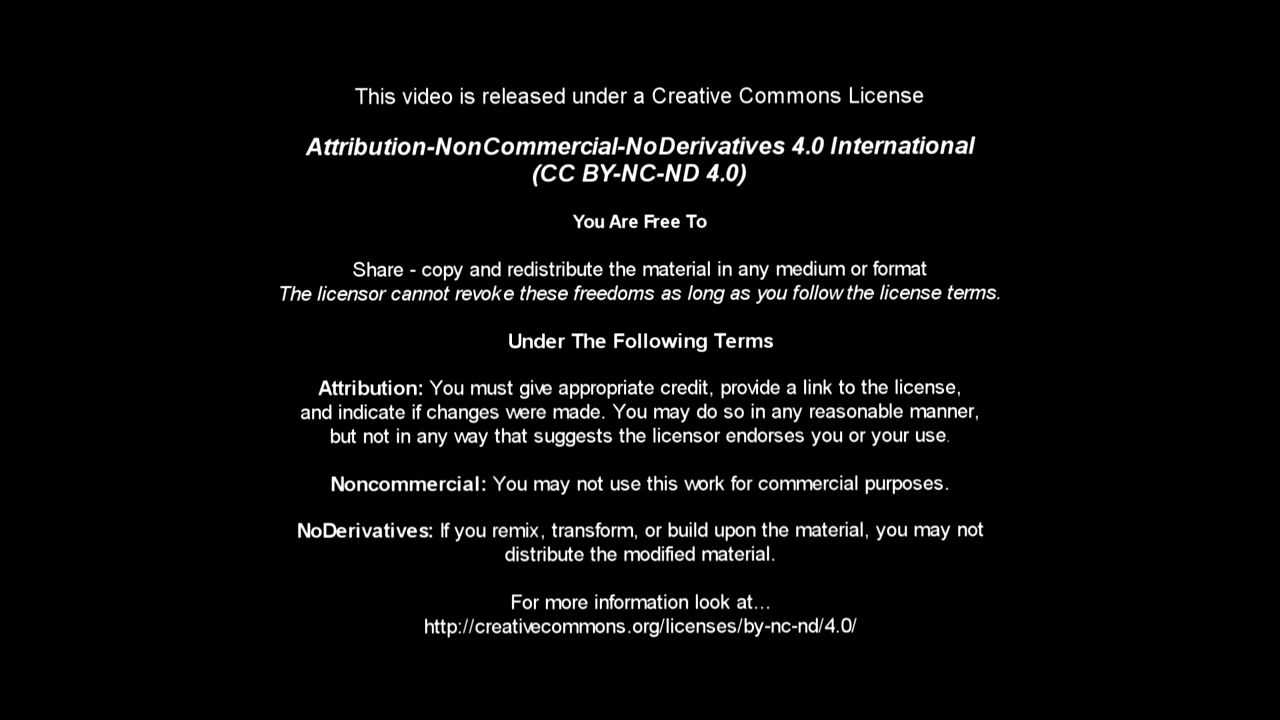 This video is released under a Creative Commons License
Attribution-NonCommercial-NoDerivatives 4.0 International
(CC BY-NC-ND 4.0)
You Are Free To
Share - copy and redistribute the material in any medium or format
The licensor cannot revoke these freedoms as long as you follow the license terms.
Under The Following Terms
Attribution: You must give appropriate credit, provide a link to the license,
and indicate if changes were made. You may do so in any reasonable manner,
but not in any way that suggests the licensor endorses you or your use.
Noncommercial: You may not use this work for commercial purposes.
NoDerivatives: If you remix, transform, or build upon the material, you may not
distribute the modified material.
For more information look at...
http://creativecommons.org/licenses/by-nc-nd/4.0/